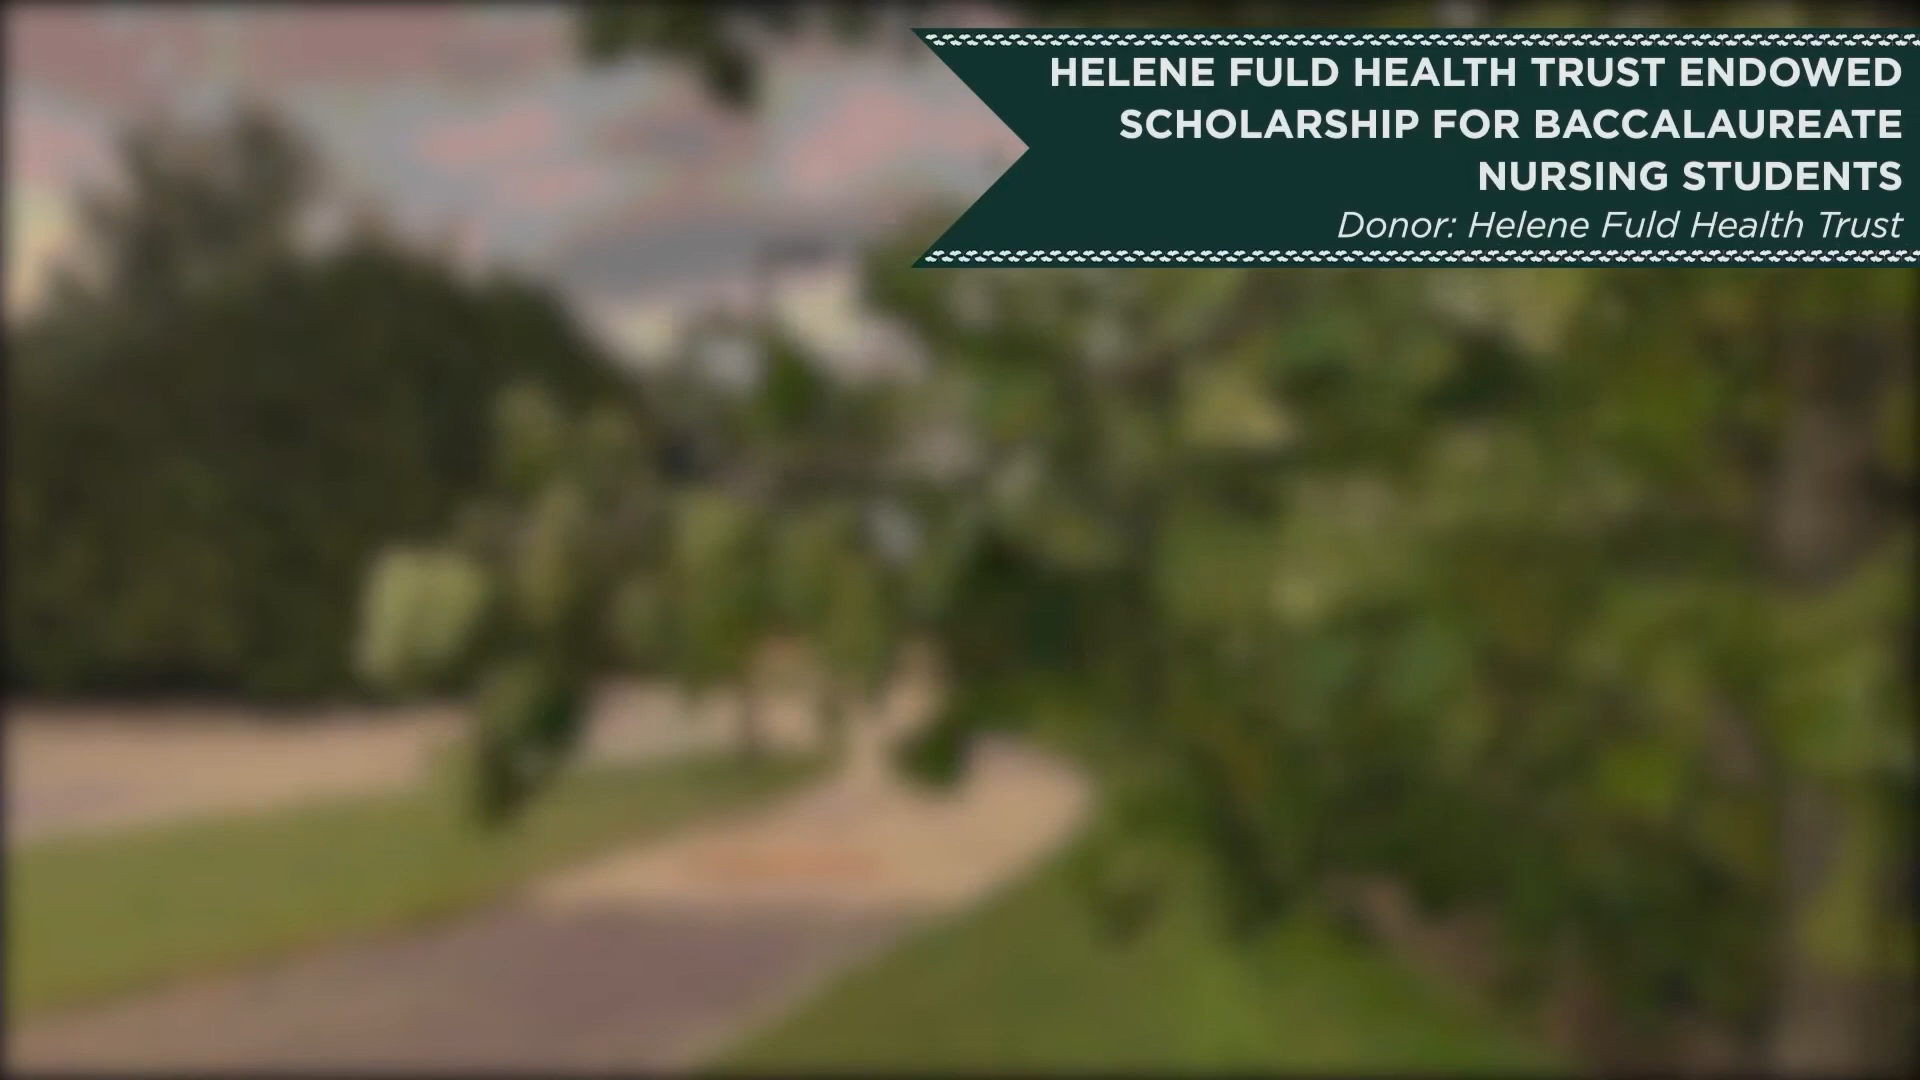 HELENE FULD HEALTH TRUST ENDOWED
SCHOLARSHIP FOR BACCALAUREATE
NURSING STUDENTS
Donor: Helene Fuld Health Trust